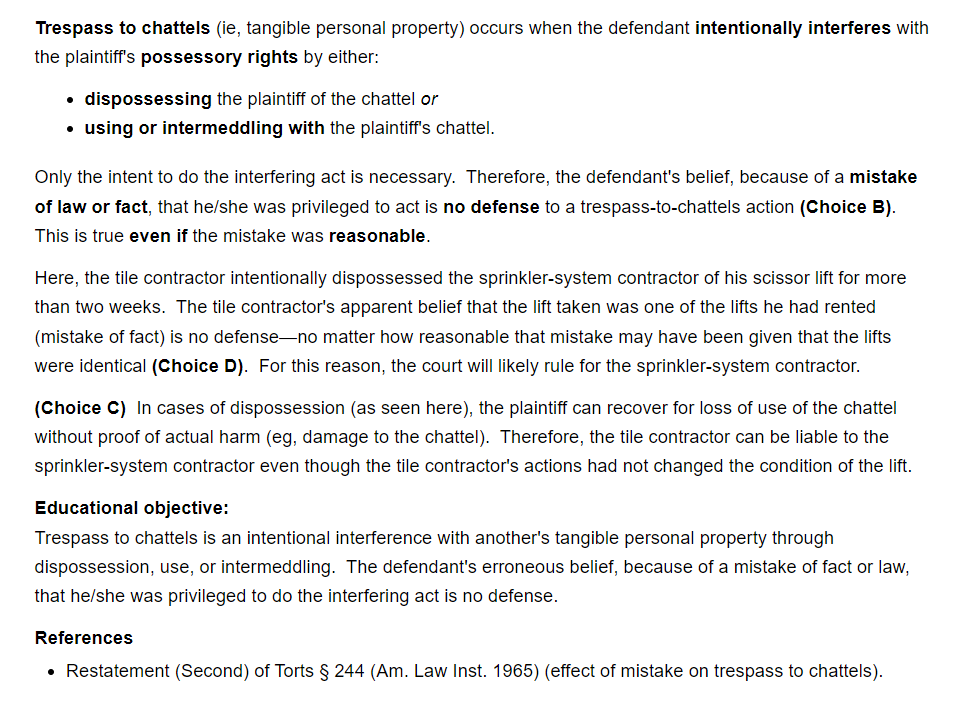 Trespass to chattels (ie, tangible personal property) occurs when the defendant intentionally interferes with
the plaintiff's possessory rights by either:
• dispossessing the plaintiff of the chattel or
• using or intermeddling with the plaintiff's chattel.
Only the intent to do the interfering act is necessary.  Therefore, the defendant's belief, because of a mistake
of law or fact, that he/she was privileged to act is no defense to a trespass-to-chattels action (Choice B).
This is true even if the mistake was reasonable.
Here, the tile contractor intentionally dispossessed the sprinkler-system contractor of his scissor lift for more
than two weeks.  The tile contractor's apparent belief that the lift taken was one of the lifts he had rented
(mistake of fact) is no defense—no matter how reasonable that mistake may have been given that the lifts
were identical (Choice D).  For this reason, the court will likely rule for the sprinkler-system contractor.
(Choice C)  In cases of dispossession (as seen here), the plaintiff can recover for loss of use of the chattel
without proof of actual harm (eg, damage to the chattel).  Therefore, the tile contractor can be liable to the
sprinkler-system contractor even though the tile contractor's actions had not changed the condition of the lift.
Educational objective:
Trespass to chattels is an intentional interference with another's tangible personal property through
dispossession, use, or intermeddling.  The defendant's erroneous belief, because of a mistake of fact or law,
that he/she was privileged to do the interfering act is no defense.
References
• Restatement (Second) of Torts § 244 (Am. Law Inst. 1965) (effect of mistake on trespass to chattels).